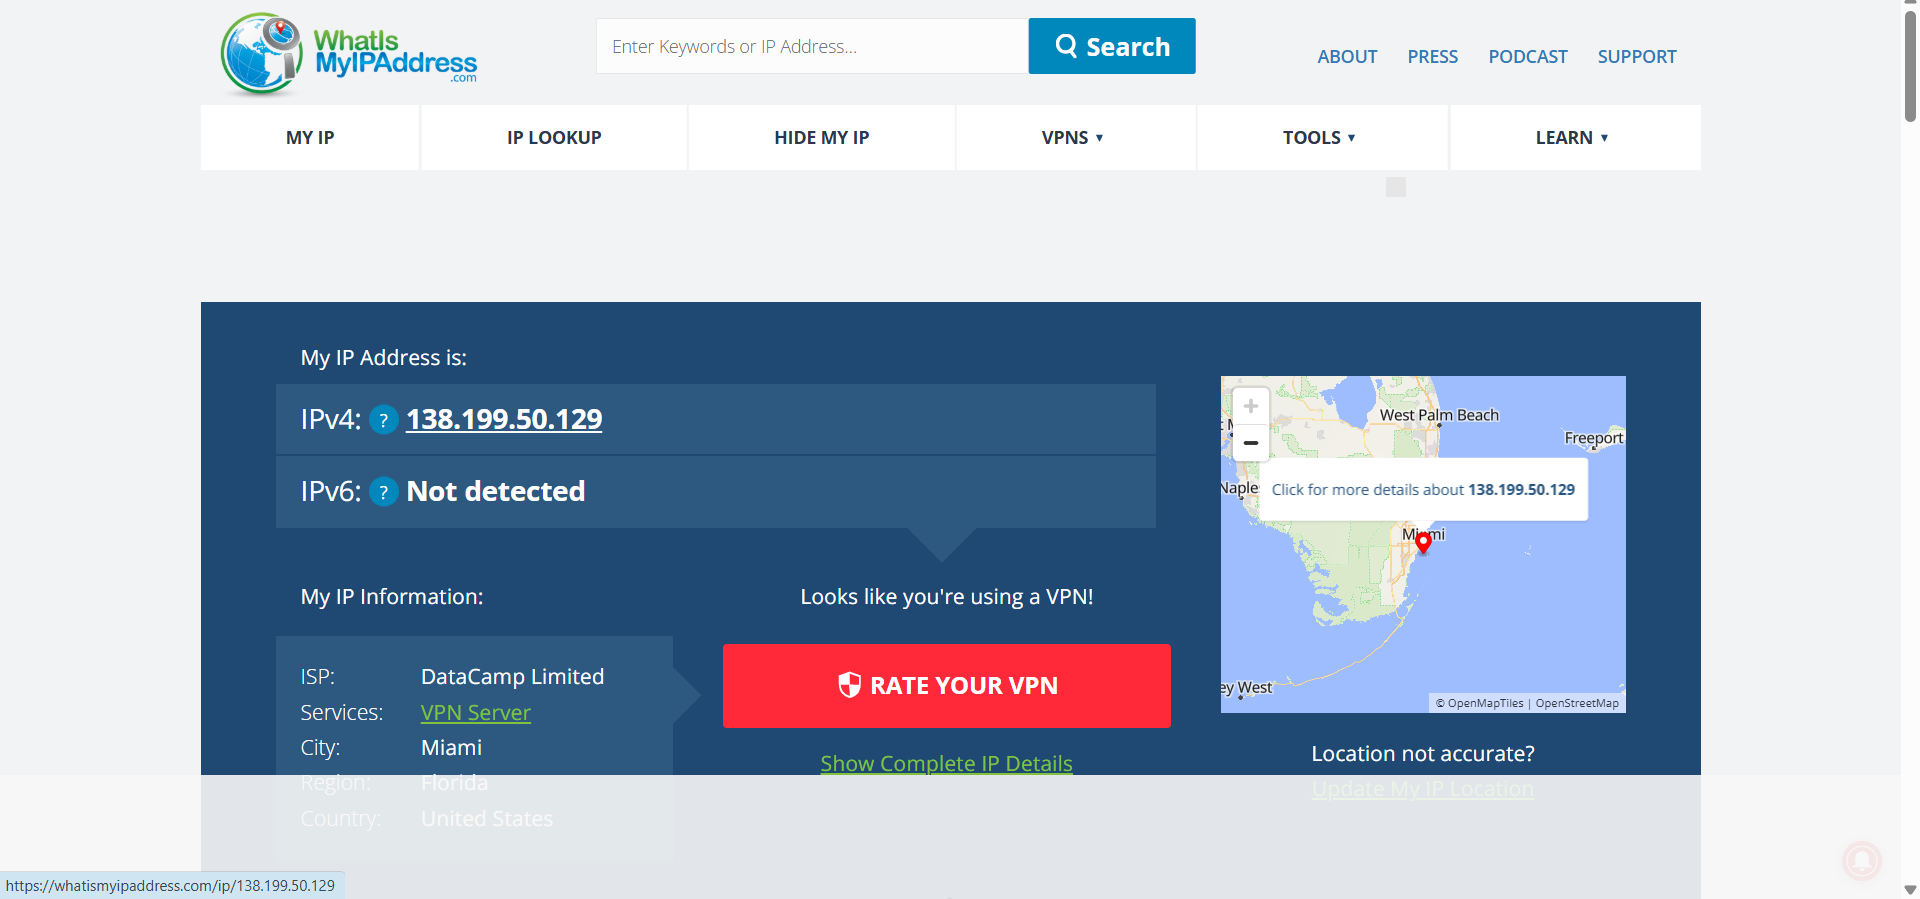 WhatIs
MyIPAddress
.com
Enter Keywords or IP Address...
Search
ABOUT PRESS PODCAST SUPPORT
MY IP IP LOOKUP HIDE MY IP VPNS ▼ TOOLS ▼ LEARN ▼
My IP Address is:
IPv4: ? 138.199.50.129
IPv6: ? Not detected
My IP Information:
ISP: DataCamp Limited
Services: VPN Server
City: Miami
Region: Florida
Country: United States
Looks like you're using a VPN!
RATE YOUR VPN
Show Complete IP Details
+
−
West Palm Beach
Freeport
Naple
Click for more details about 138.199.50.129
Miami
ey West
© OpenMapTiles | OpenStreetMap
Location not accurate?
Update My IP Location
https://whatismyipaddress.com/ip/138.199.50.129